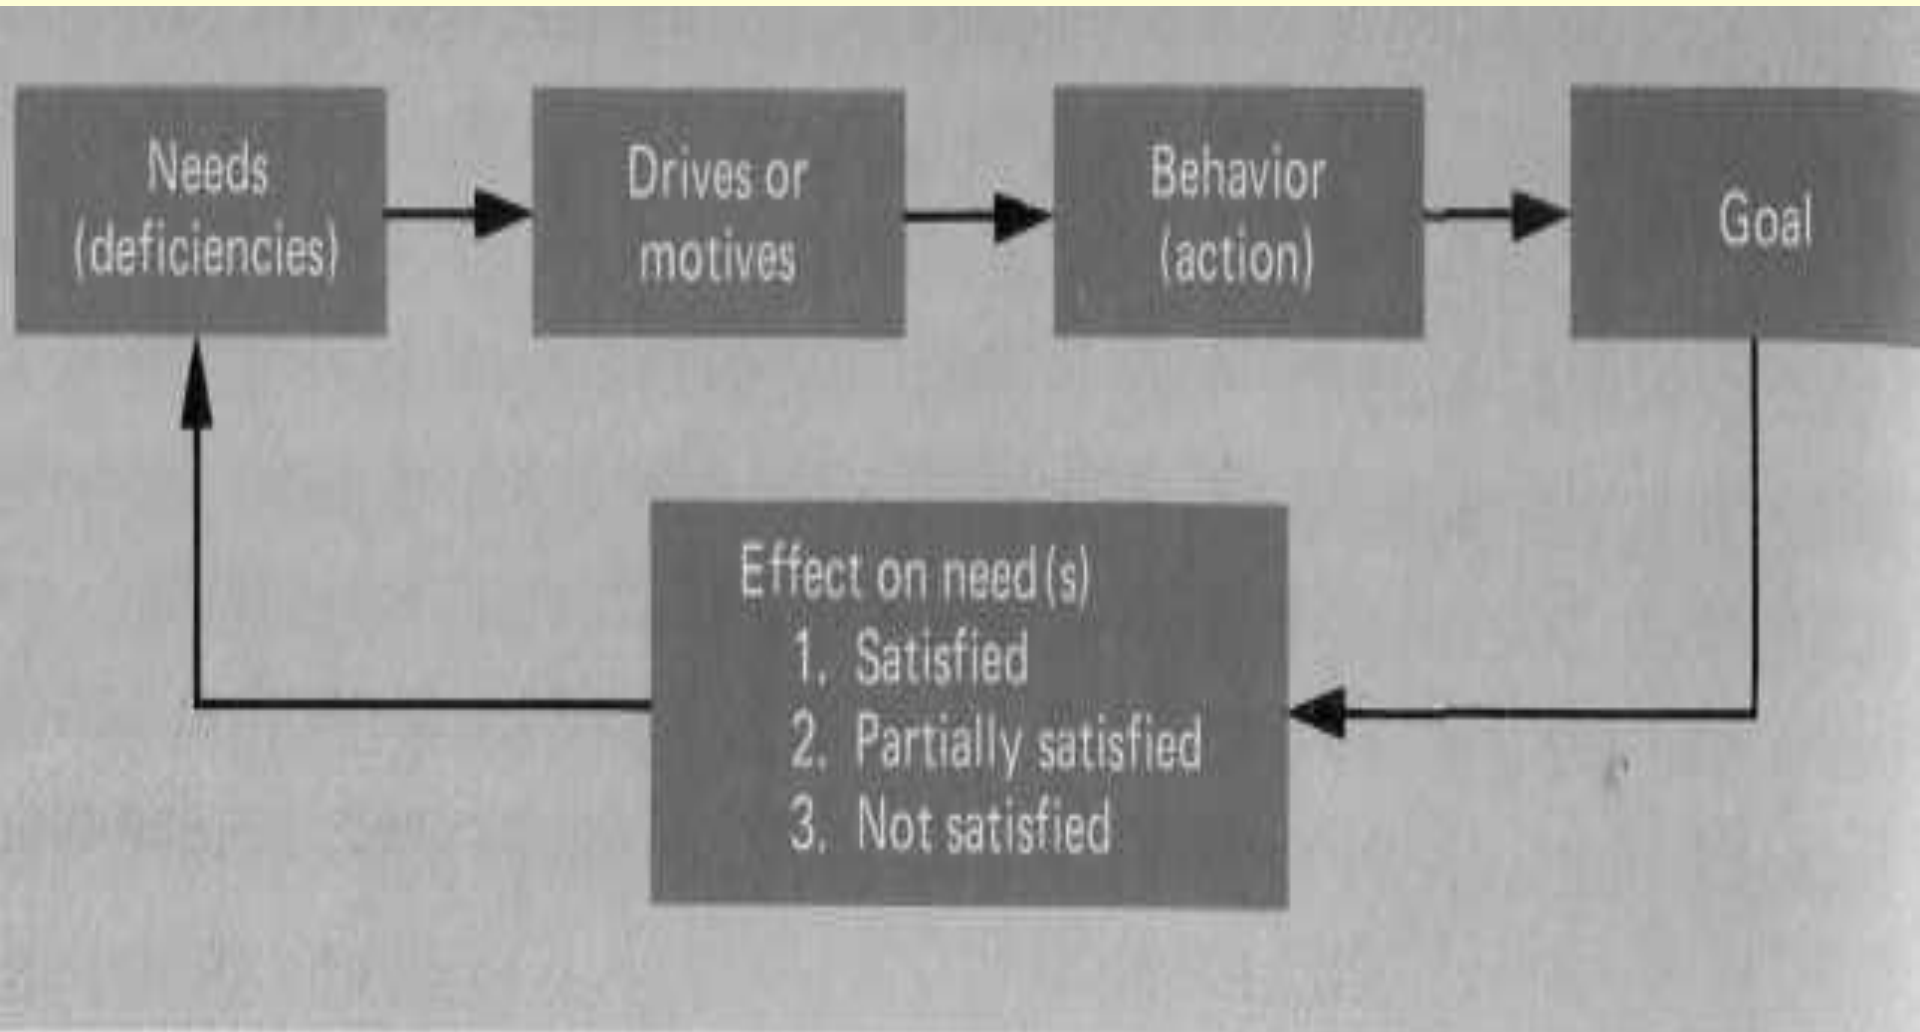 Needs
(deficiencies)
Drives or
motives
Behavior
(action)
Goal
Effect on need(s)
1. Satisfied
2. Partially satisfied
3. Not satisfied